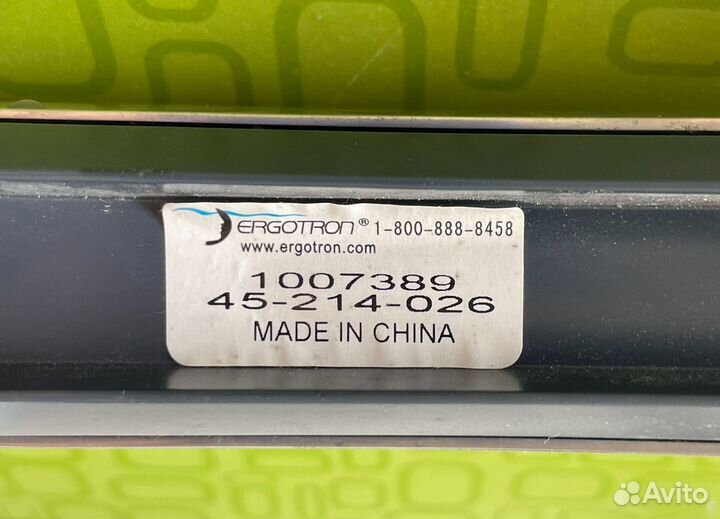 ERGOTRON® 1-800-888-8458
www.ergotron.com
1007389
45-214-026
MADE IN CHINA
Avito